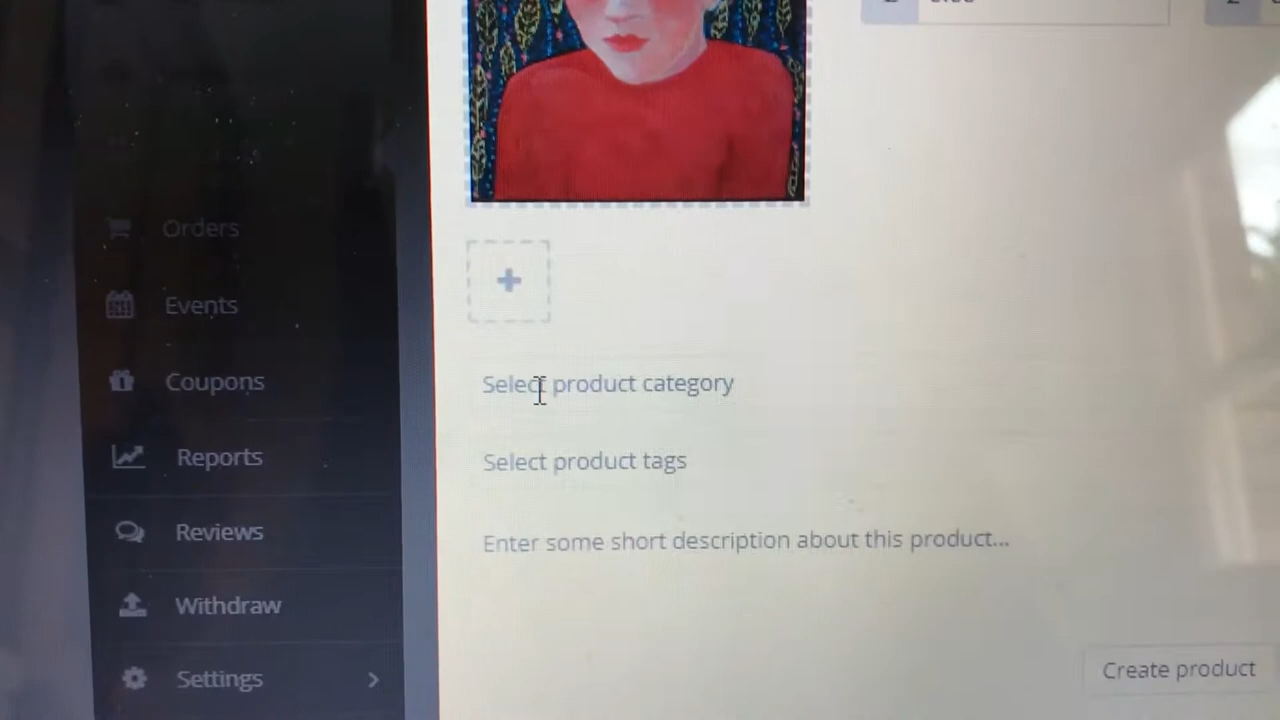 Orders
Events
Coupons
Reports
Reviews
Withdraw
Settings
Select product category
Select product tags
Enter some short description about this product...
Create product